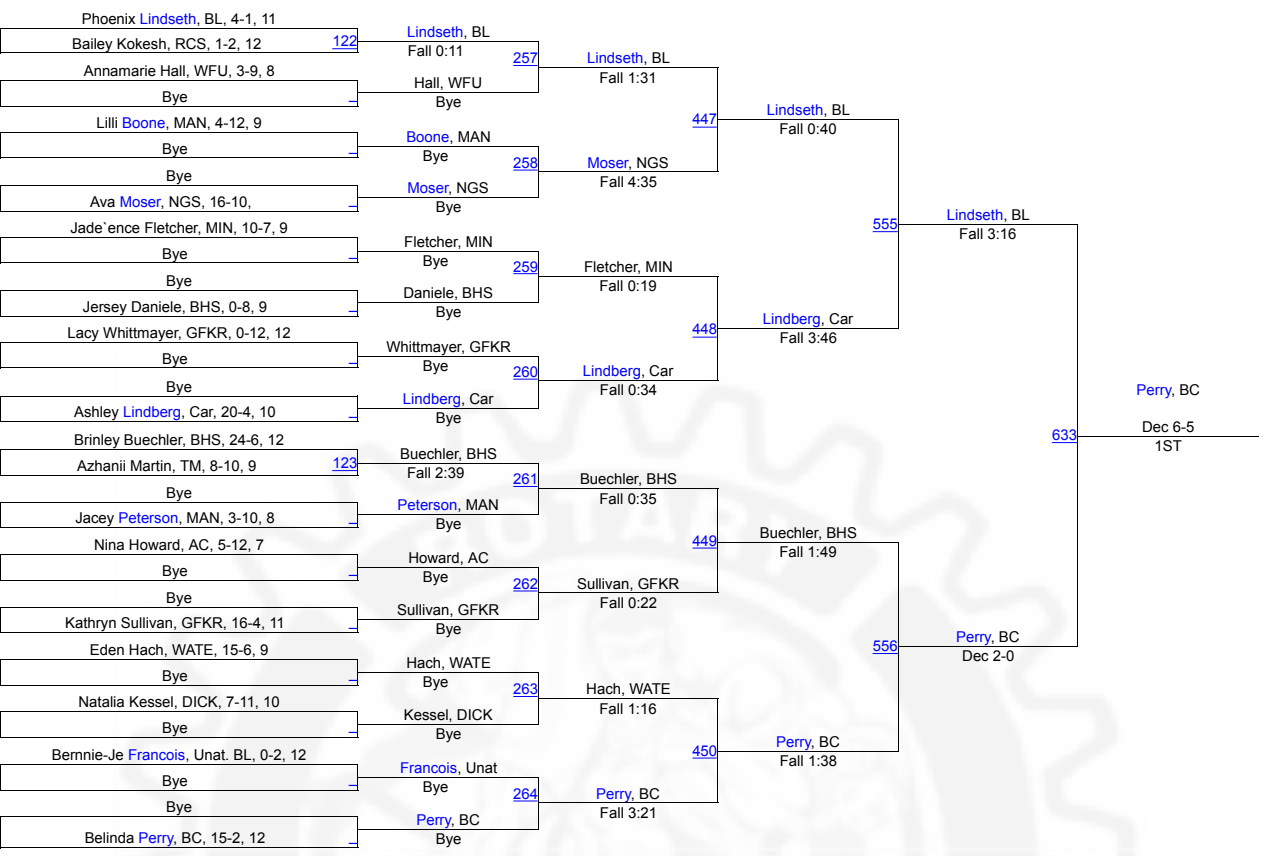 Phoenix Lindseth, BL, 4-1, 11
Bailey Kokesh, RCS, 1-2, 12
122
Annamarie Hall, WFU, 3-9, 8
Bye
Lilli Boone, MAN, 4-12, 9
Bye
Bye
Ava Moser, NGS, 16-10,
Jade`ence Fletcher, MIN, 10-7, 9
Bye
Bye
Jersey Daniele, BHS, 0-8, 9
Lacy Whittmayer, GFKR, 0-12, 12
Bye
Bye
Ashley Lindberg, Car, 20-4, 10
Brinley Buechler, BHS, 24-6, 12
Azhanii Martin, TM, 8-10, 9
123
Bye
Jacey Peterson, MAN, 3-10, 8
Nina Howard, AC, 5-12, 7
Bye
Bye
Kathryn Sullivan, GFKR, 16-4, 11
Eden Hach, WATE, 15-6, 9
Bye
Natalia Kessel, DICK, 7-11, 10
Bye
Bernnie-Je Francois, Unat. BL, 0-2, 12
Bye
Bye
Belinda Perry, BC, 15-2, 12
Lindseth, BL
Fall 0:11
257
Hall, WFU
Bye
Boone, MAN
Bye
258
Moser, NGS
Bye
Fletcher, MIN
Bye
259
Daniele, BHS
Bye
Whittmayer, GFKR
Bye
260
Lindberg, Car
Bye
Buechler, BHS
Fall 2:39
261
Peterson, MAN
Bye
Howard, AC
Bye
262
Sullivan, GFKR
Bye
Hach, WATE
Bye
263
Kessel, DICK
Bye
Francois, Unat
Bye
264
Perry, BC
Bye
Lindseth, BL
Fall 1:31
447
Moser, NGS
Fall 4:35
Fletcher, MIN
Fall 0:19
448
Lindberg, Car
Fall 0:34
Buechler, BHS
Fall 0:35
449
Sullivan, GFKR
Fall 0:22
Hach, WATE
Fall 1:16
450
Perry, BC
Fall 3:21
Lindseth, BL
Fall 0:40
555
Lindberg, Car
Fall 3:46
Buechler, BHS
Fall 1:49
556
Perry, BC
Fall 1:38
Lindseth, BL
Fall 3:16
633
Perry, BC
Dec 2-0
Perry, BC
Dec 6-5
1ST
ROTARY